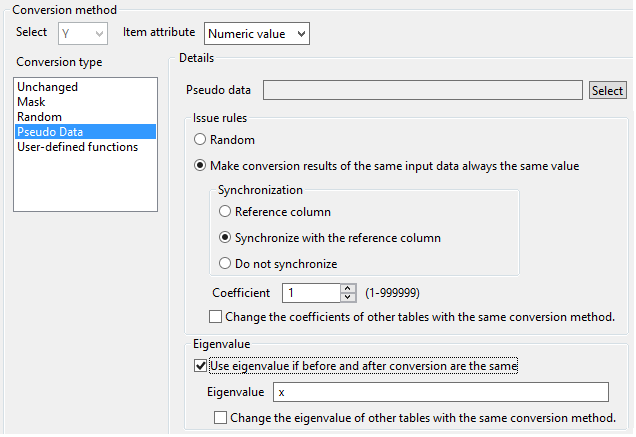 Conversion method
Select Y Item attribute Numeric value
Conversion type
Details
Unchanged
Mask
Random
Pseudo Data
User-defined functions
Pseudo data Select
Issue rules
Random
Make conversion results of the same input data always the same value
Synchronization
Reference column
Synchronize with the reference column
Do not synchronize
Coefficient 1 (1-999999)
Change the coefficients of other tables with the same conversion method.
Eigenvalue
Use eigenvalue if before and after conversion are the same
Eigenvalue x
Change the eigenvalue of other tables with the same conversion method.